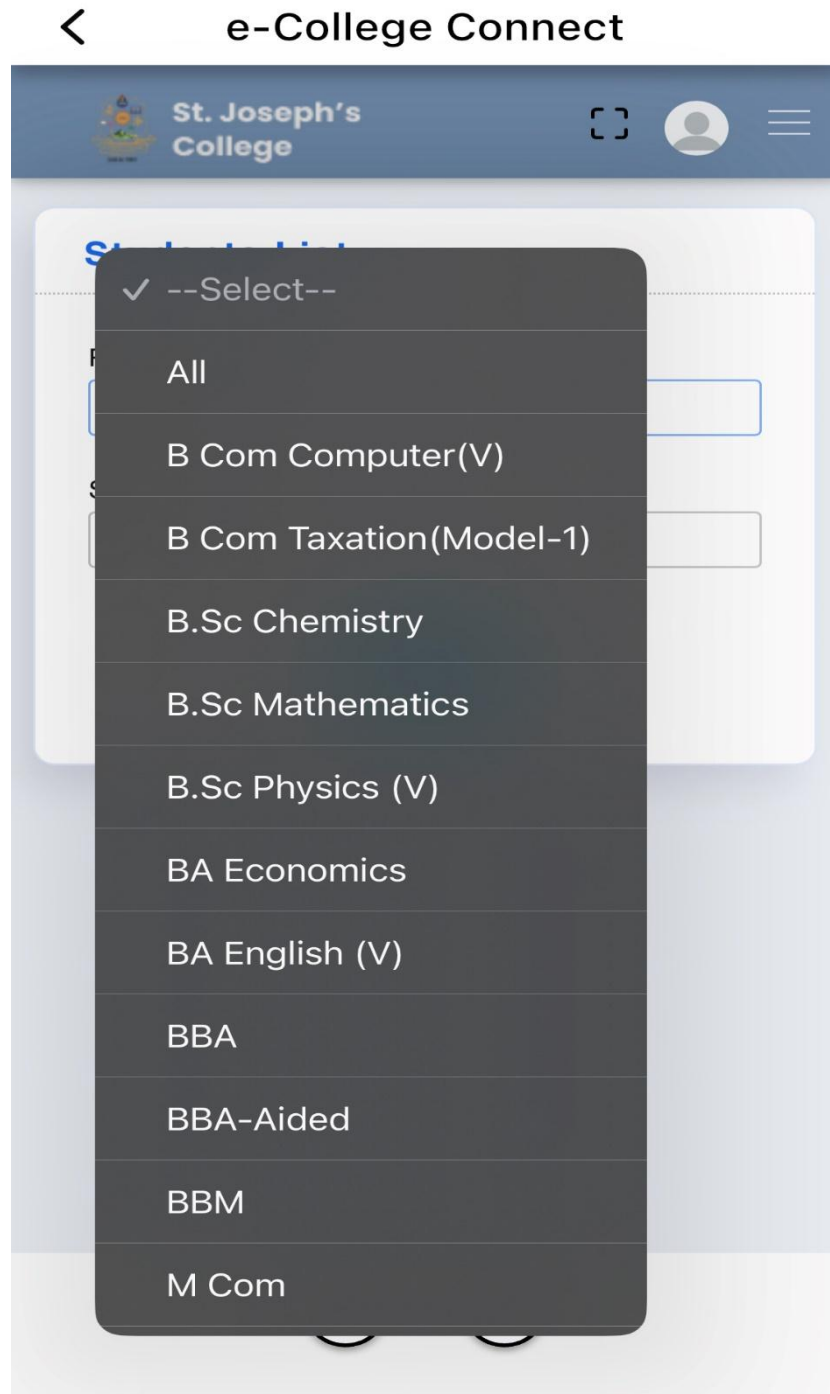 e-College Connect
St. Joseph's
College
--Select--
All
B Com Computer(V)
B Com Taxation(Model-1)
B.Sc Chemistry
B.Sc Mathematics
B.Sc Physics (V)
BA Economics
BA English (V)
BBA
BBA-Aided
BBM
M Com